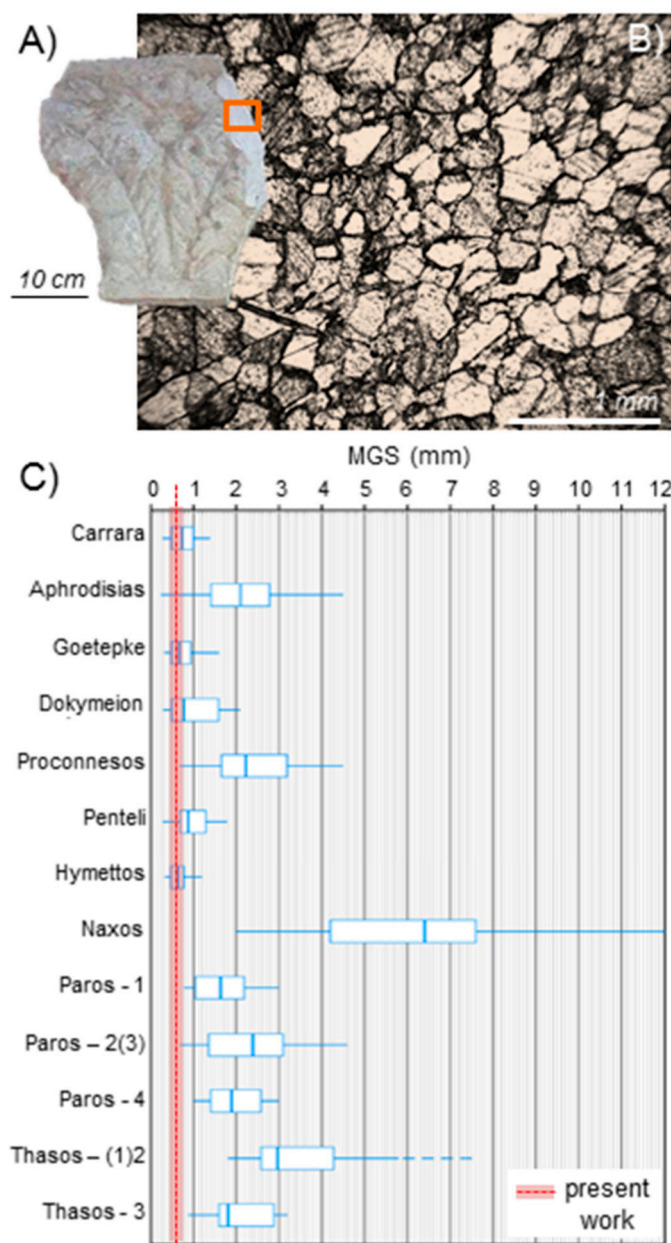 A)
B)
10 cm
1 mm
C)
MGS (mm)
0 1 2 3 4 5 6 7 8 9 10 11 12
Carrara
Aphrodisias
Goetepke
Dokymeion
Proconnesos
Penteli
Hymettos
Naxos
Paros - 1
Paros – 2(3)
Paros - 4
Thasos – (1)2
Thasos - 3
present
work